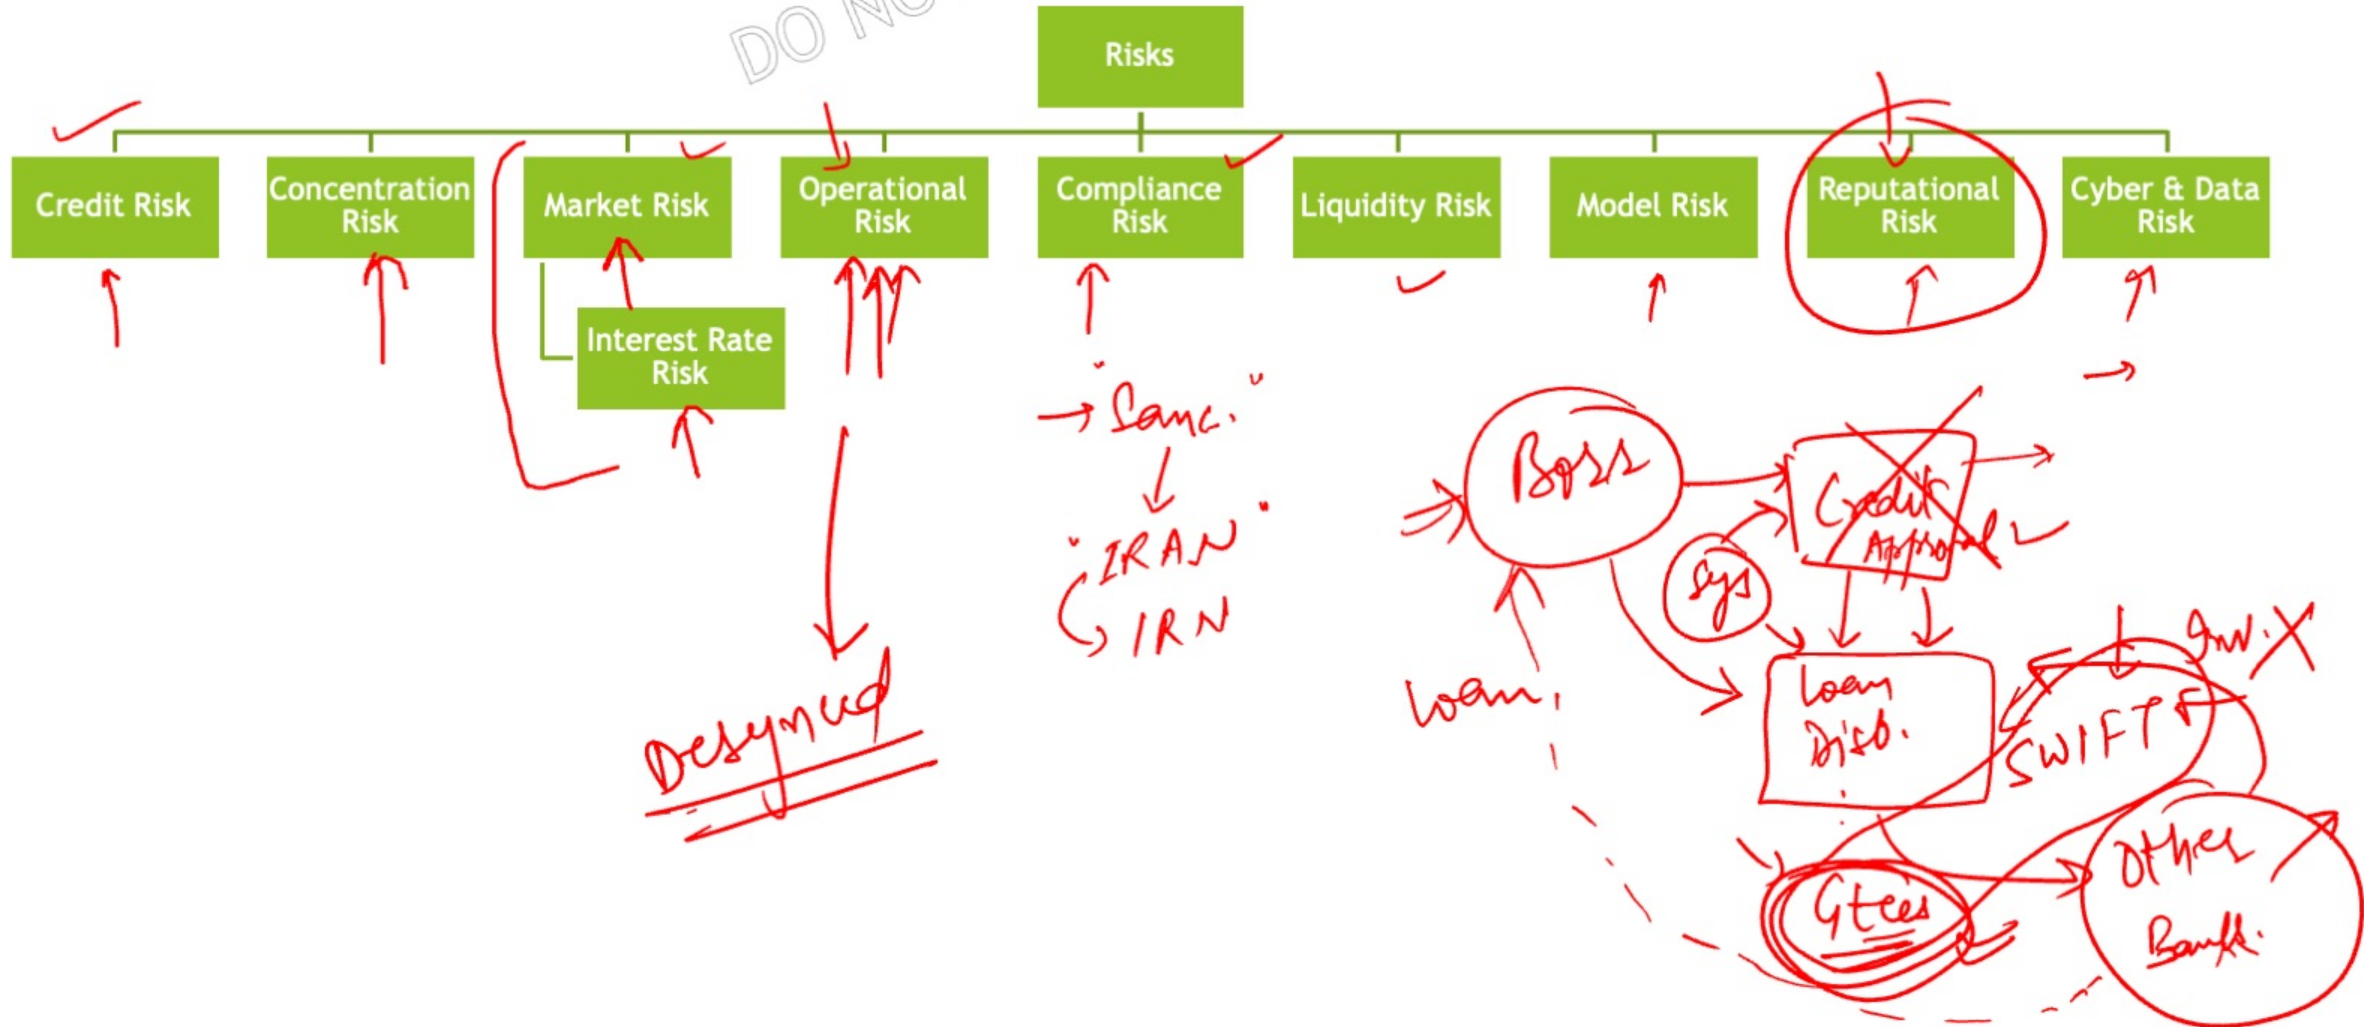 DO NO
Risks
Credit Risk
Concentration
Risk
Market Risk
Operational
Risk
Compliance
Risk
Liquidity Risk
Model Risk
Reputational
Risk
Cyber & Data
Risk
Interest Rate
Risk
"Sanc."
"IRAN"
IRN
Boss
Credit
Approval
Sys
Loan
Loan
Disb.
SWIFT
Gtees
Other
Banks.